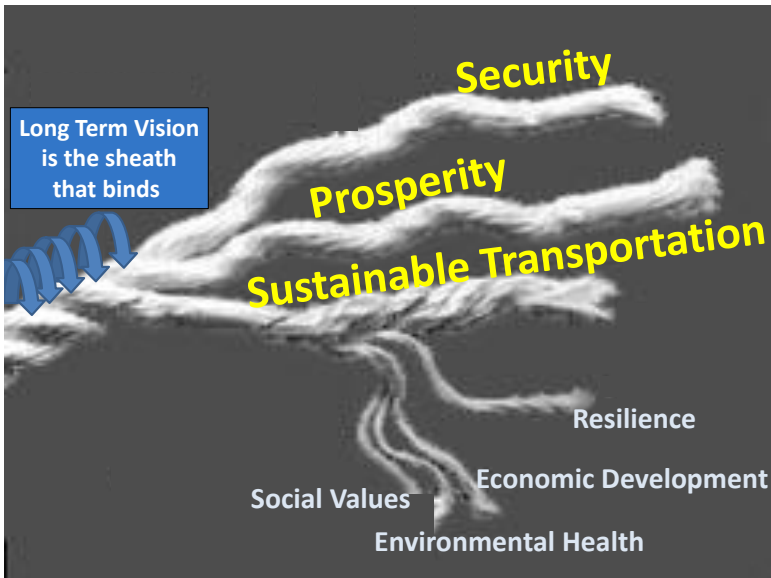 Security
Long Term Vision
is the sheath
that binds
Prosperity
Sustainable Transportation
Resilience
Economic Development
Social Values
Environmental Health